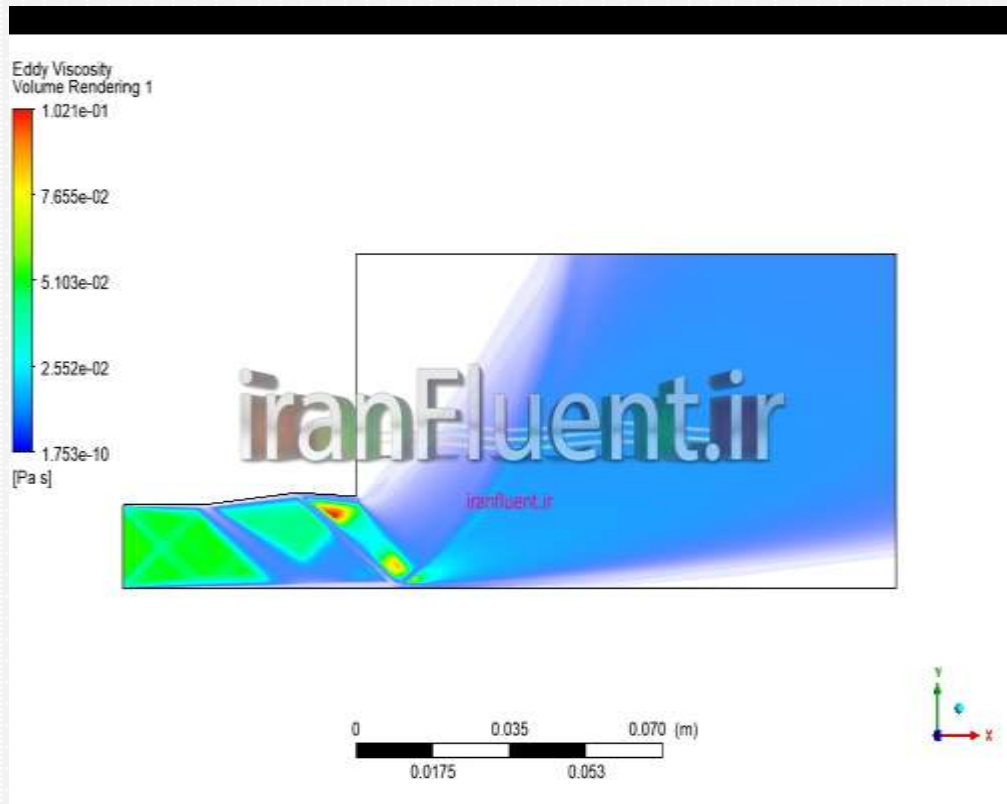 Eddy Viscosity
Volume Rendering 1
1.021e-01
7.655e-02
5.103e-02
2.552e-02
1.753e-10
[Pa s]
iranFluent.ir
iranfluent.ir
0 0.035 0.070 (m)
0.0175 0.053
Y
X